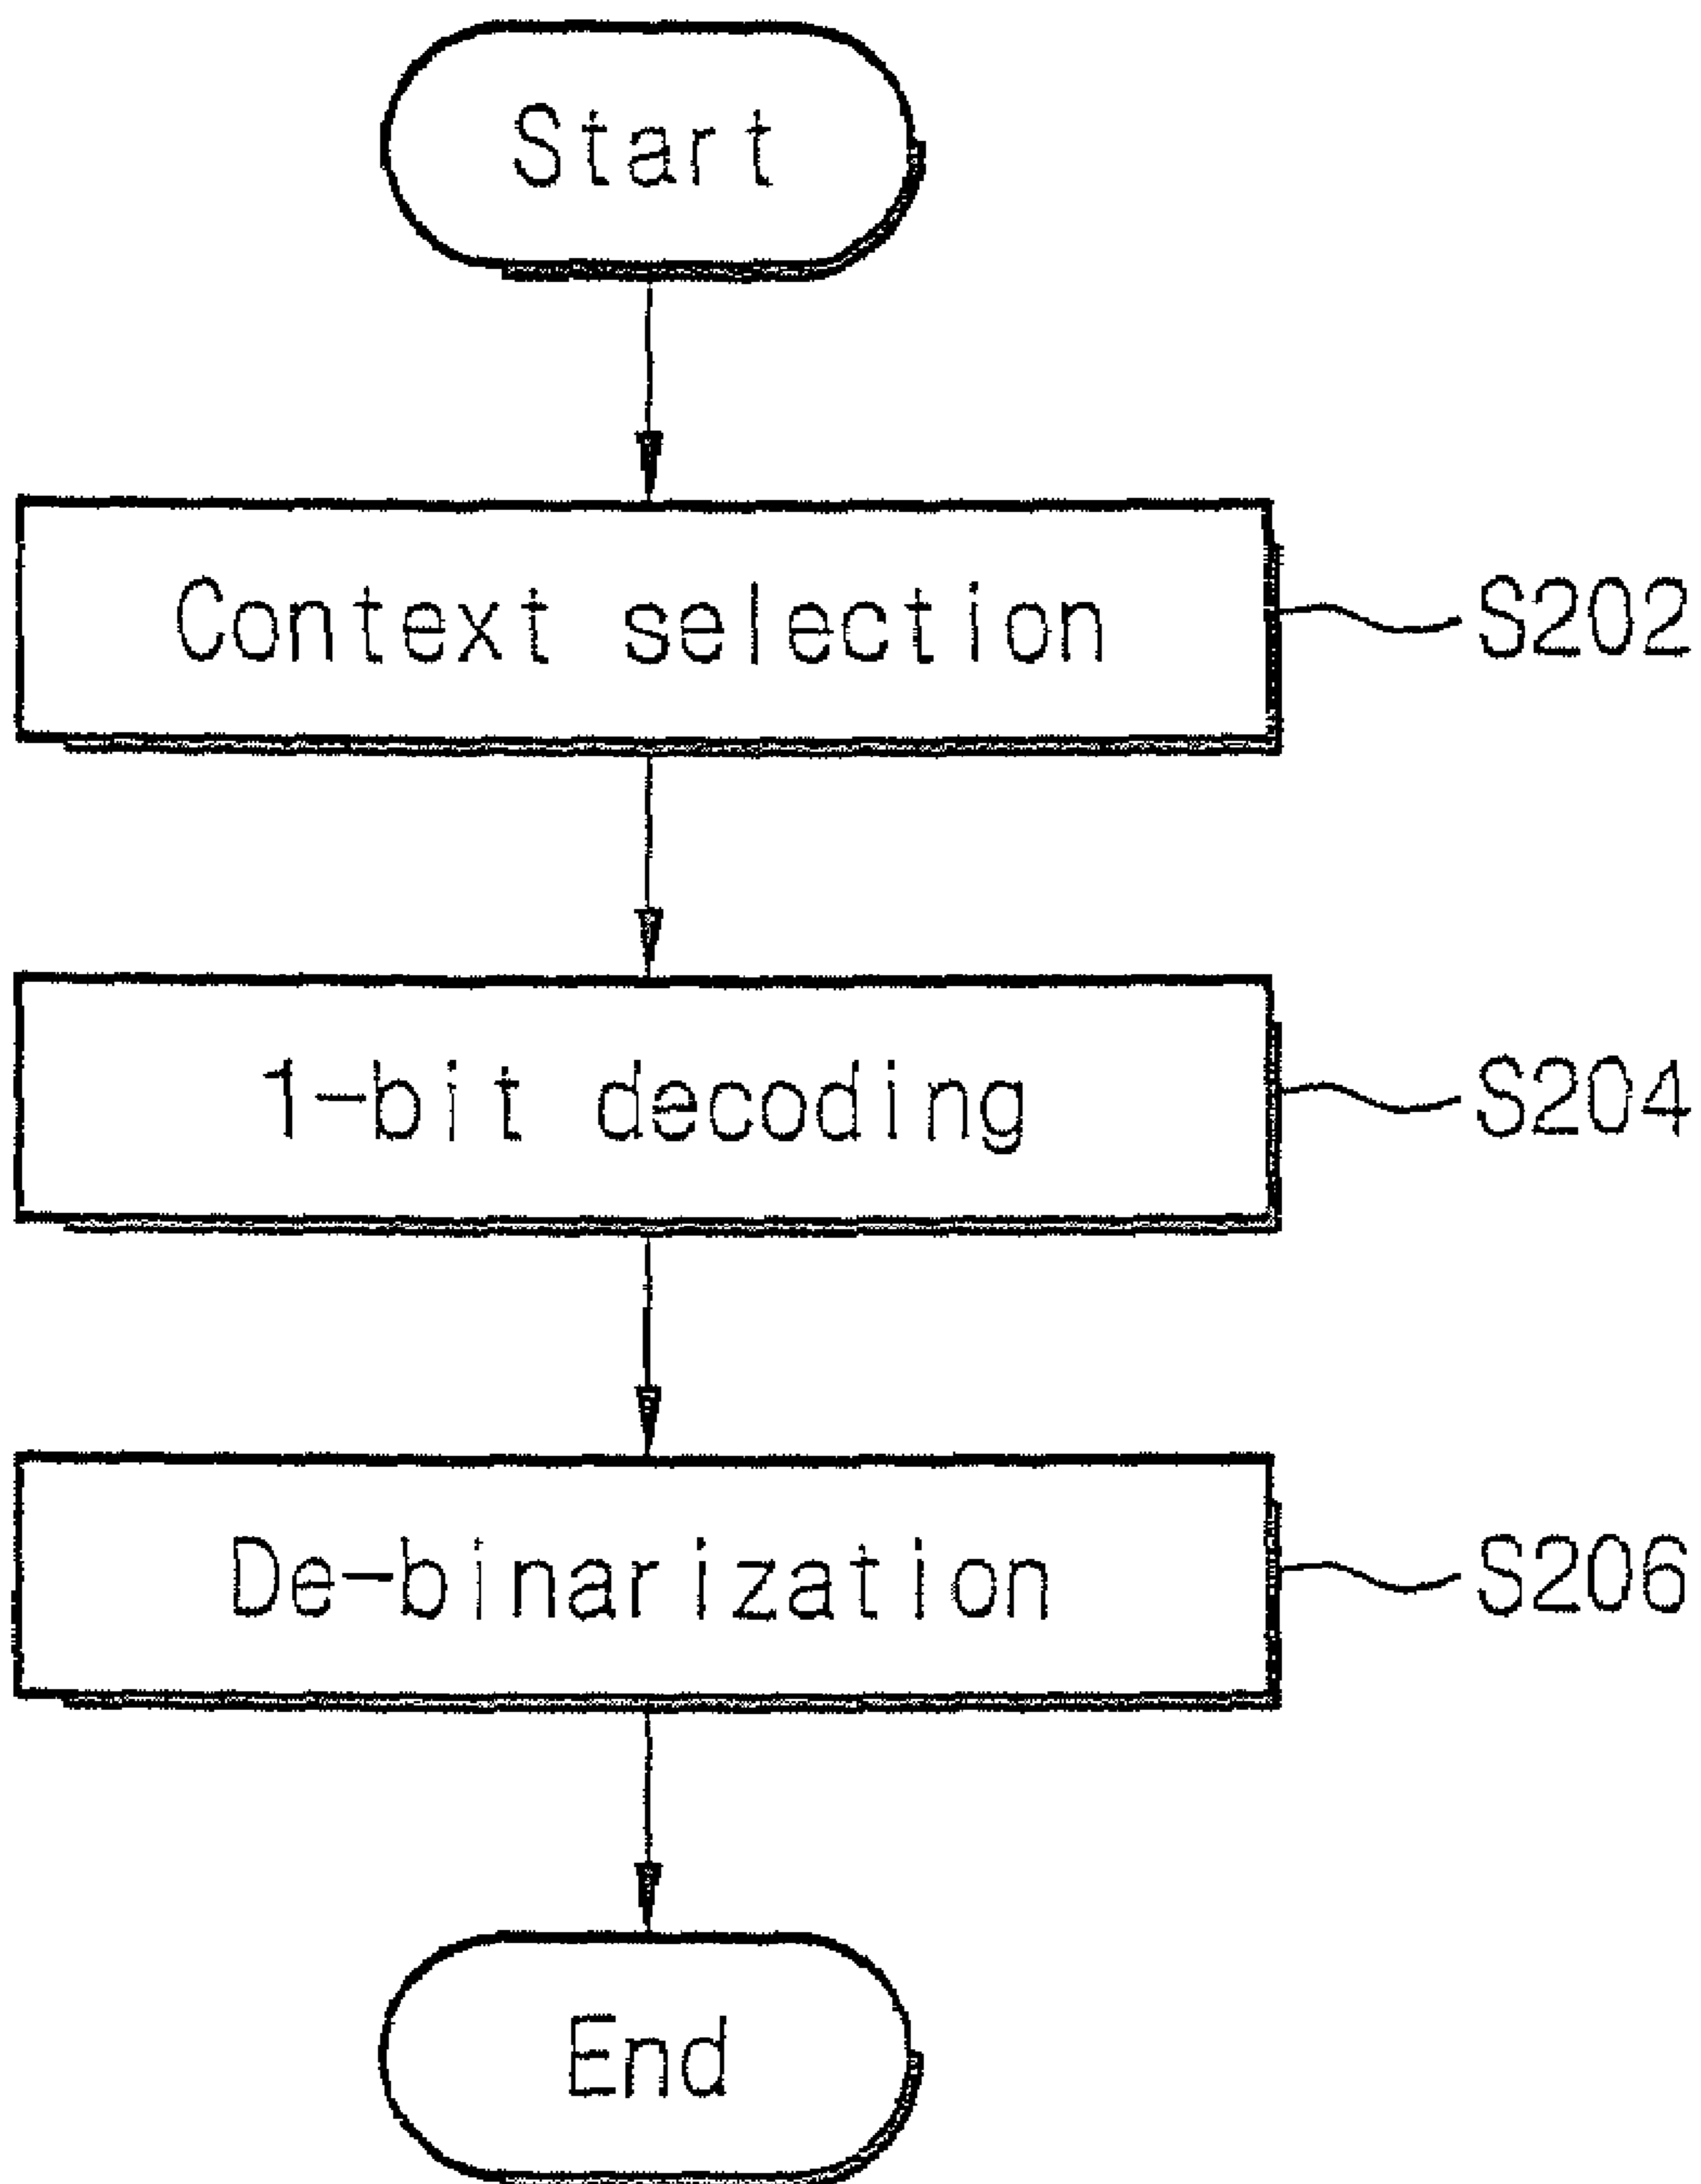 Start
Context selection
S202
1-bit decoding
S204
De-binarization
S206
End